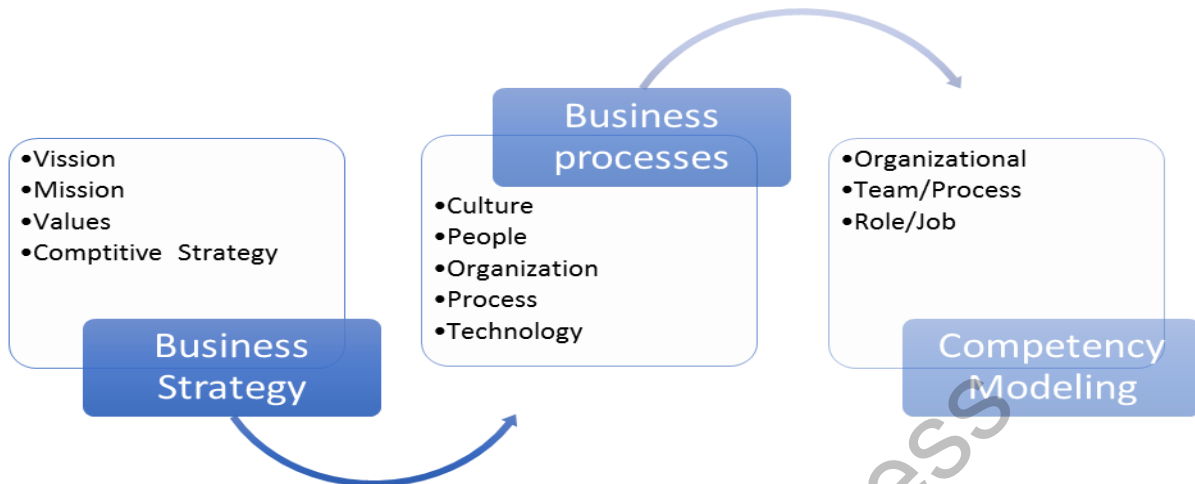 •Vission
•Mission
•Values
•Comptitive Strategy
Business
Strategy
Business
processes
•Culture
•People
•Organization
•Process
•Technology
•Organizational
•Team/Process
•Role/Job
Competency
Modeling
ess